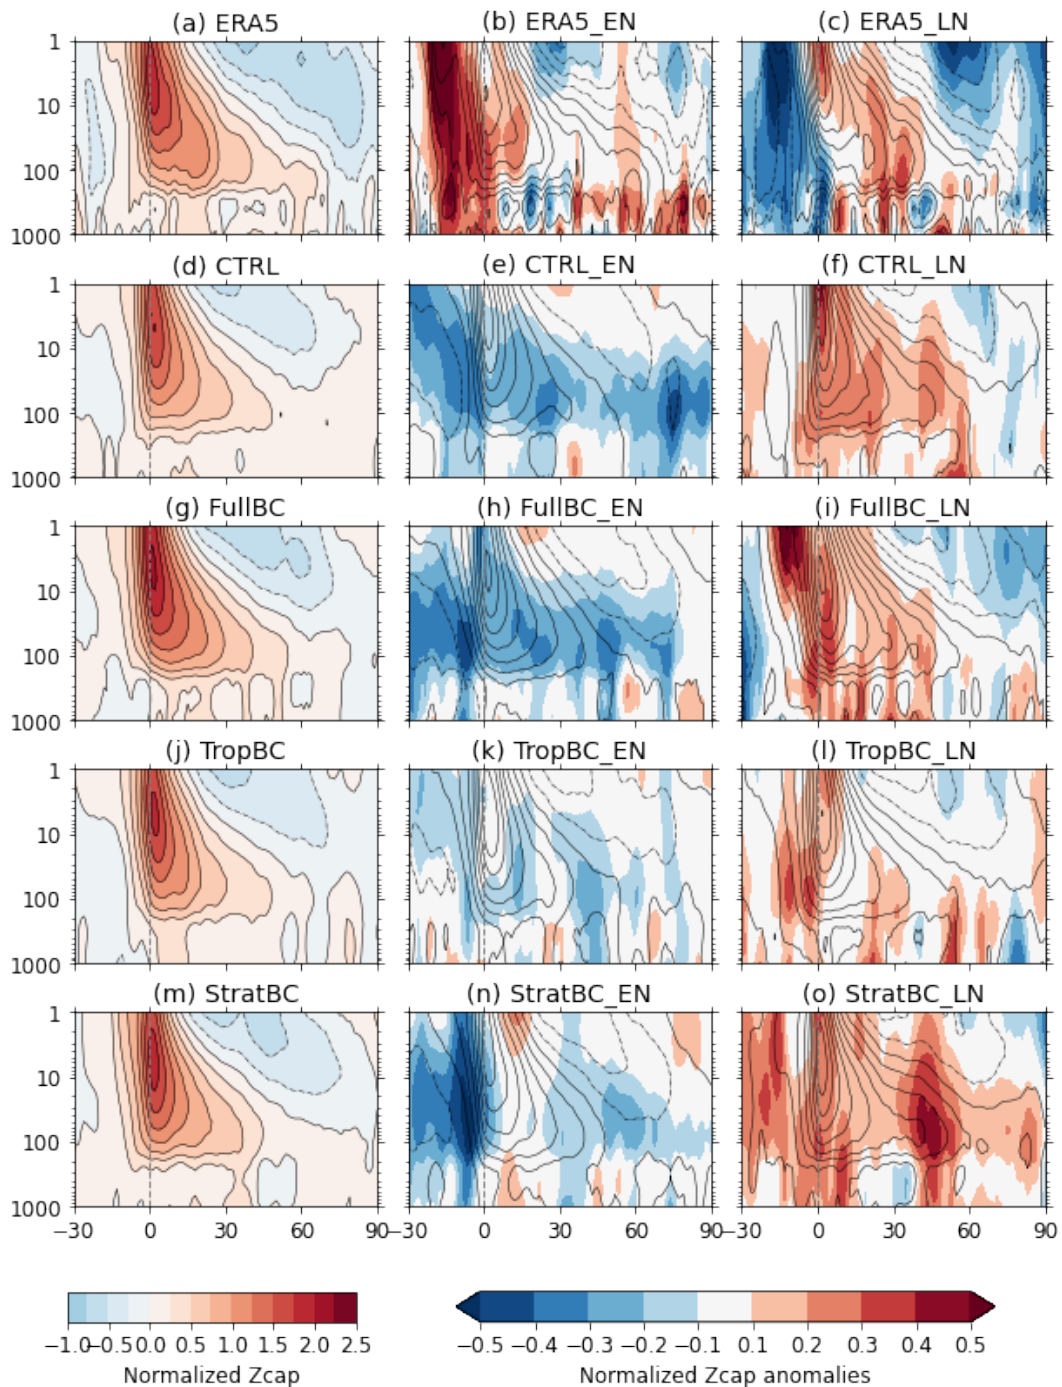 (a) ERA5 (b) ERA5_EN (c) ERA5_LN
1
10
100
1000
(d) CTRL (e) CTRL_EN (f) CTRL_LN
1
10
100
1000
(g) FullBC (h) FullBC_EN (i) FullBC_LN
1
10
100
1000
(j) TropBC (k) TropBC_EN (l) TropBC_LN
1
10
100
1000
(m) StratBC (n) StratBC_EN (o) StratBC_LN
1
10
100
1000
−30 0 30 60 90 −30 0 30 60 90 −30 0 30 60 90
−1.0 −0.5 0.0 0.5 1.0 1.5 2.0 2.5
Normalized Zcap
−0.5 −0.4 −0.3 −0.2 −0.1 0.1 0.2 0.3 0.4 0.5
Normalized Zcap anomalies